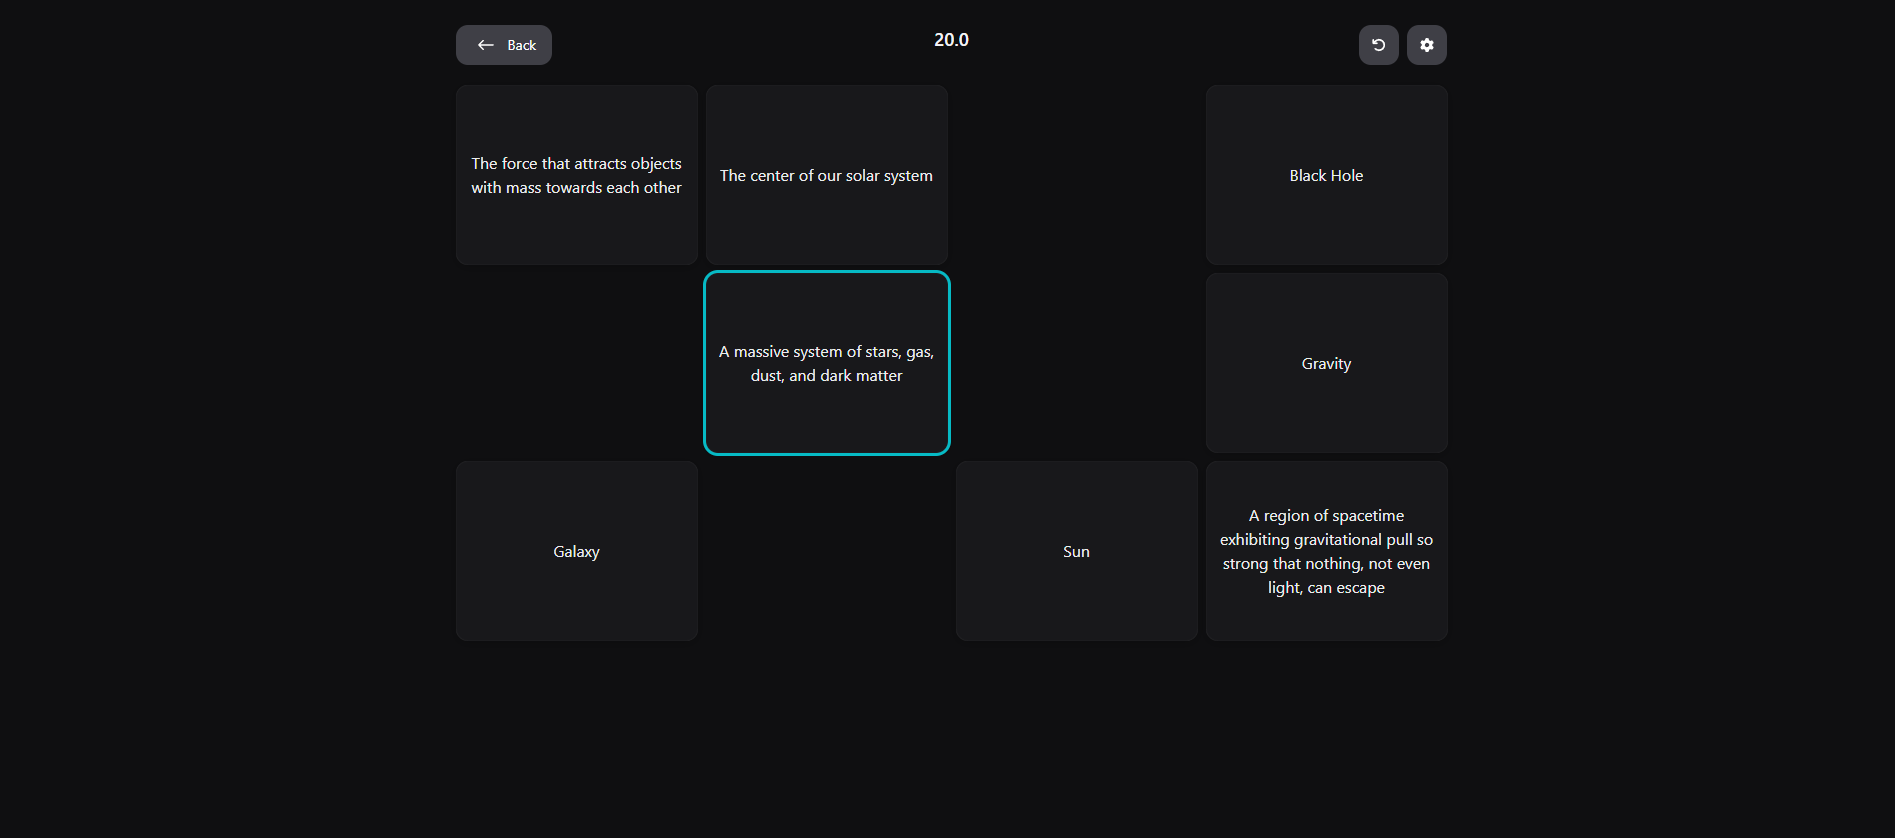 Back
20.0
The force that attracts objects
with mass towards each other
The center of our solar system
Black Hole
A massive system of stars, gas,
dust, and dark matter
Gravity
Galaxy
Sun
A region of spacetime
exhibiting gravitational pull so
strong that nothing, not even
light, can escape